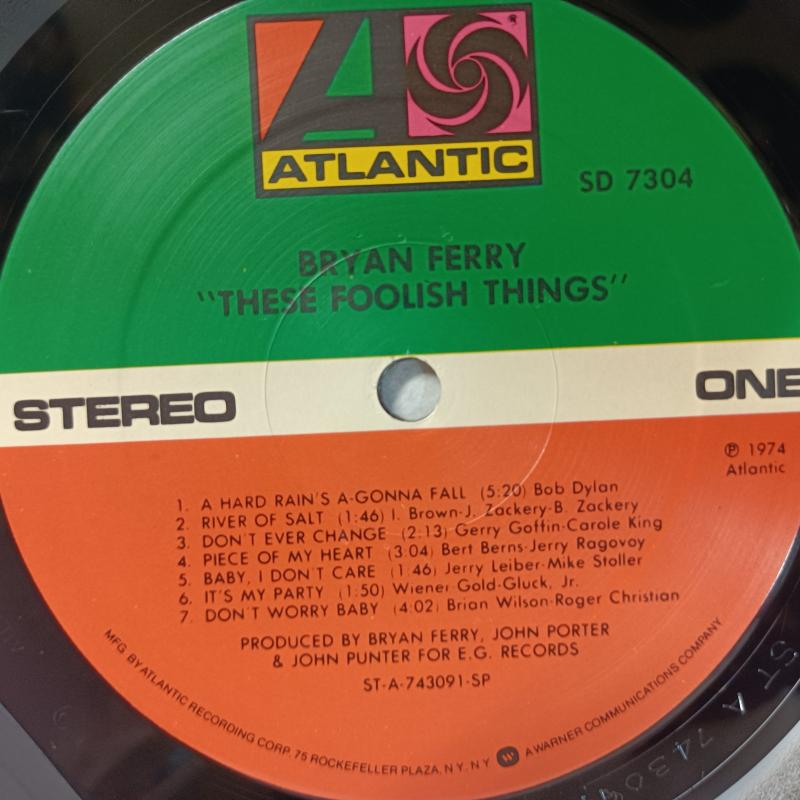 ATLANTIC
SD 7304
BRYAN FERRY
"THESE FOOLISH THINGS"
STEREO
ONE
℗ 1974
Atlantic
1. A HARD RAIN'S A-GONNA FALL (5:20) Bob Dylan
2. RIVER OF SALT (1:46) I. Brown-J. Zackery-B. Zackery
3. DON'T EVER CHANGE (2:13) Gerry Goffin-Carole King
4. PIECE OF MY HEART (3:04) Bert Berns-Jerry Ragovoy
5. BABY, I DON'T CARE (1:46) Jerry Leiber-Mike Stoller
6. IT'S MY PARTY (1:50) Wiener Gold-Gluck, Jr.
7. DON'T WORRY BABY (4:02) Brian Wilson-Roger Christian
PRODUCED BY BRYAN FERRY, JOHN PORTER
& JOHN PUNTER FOR E.G. RECORDS
ST-A-743091-SP
MFG. BY ATLANTIC RECORDING CORP. 75 ROCKEFELLER PLAZA, N.Y. N.Y. A WARNER COMMUNICATIONS COMPANY
ST A